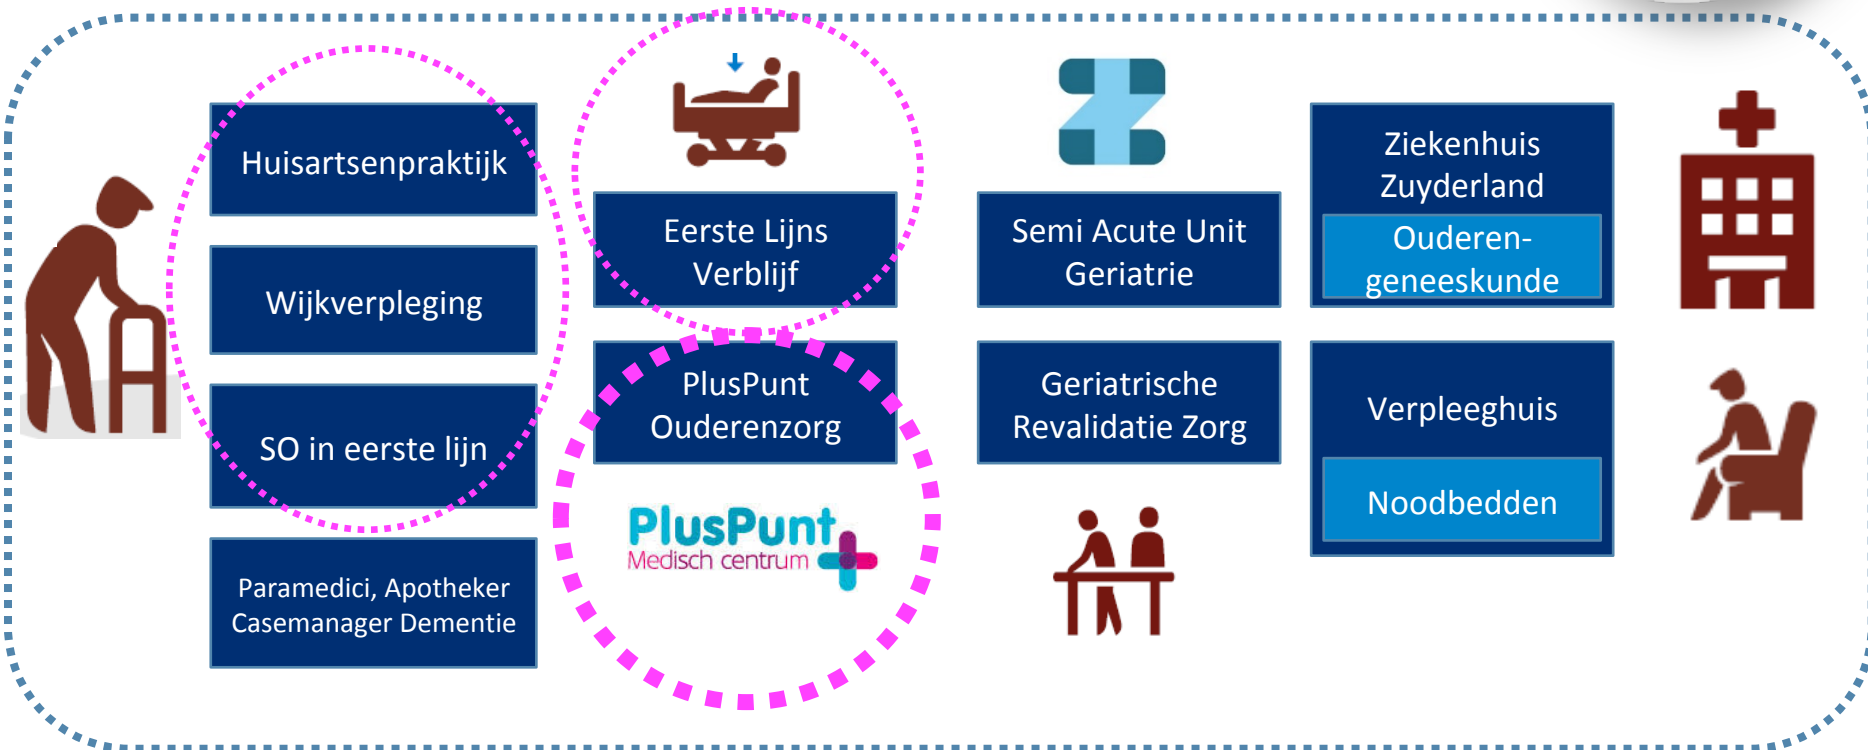 Huisartsenpraktijk
Wijkverpleging
SO in eerste lijn
Paramedici, Apotheker
Casemanager Dementie
Eerste Lijns
Verblijf
PlusPunt
Ouderenzorg
PlusPunt
Medisch centrum
Semi Acute Unit
Geriatrie
Geriatrische
Revalidatie Zorg
Ziekenhuis
Zuyderland
Ouderen-
geneeskunde
Verpleeghuis
Noodbedden